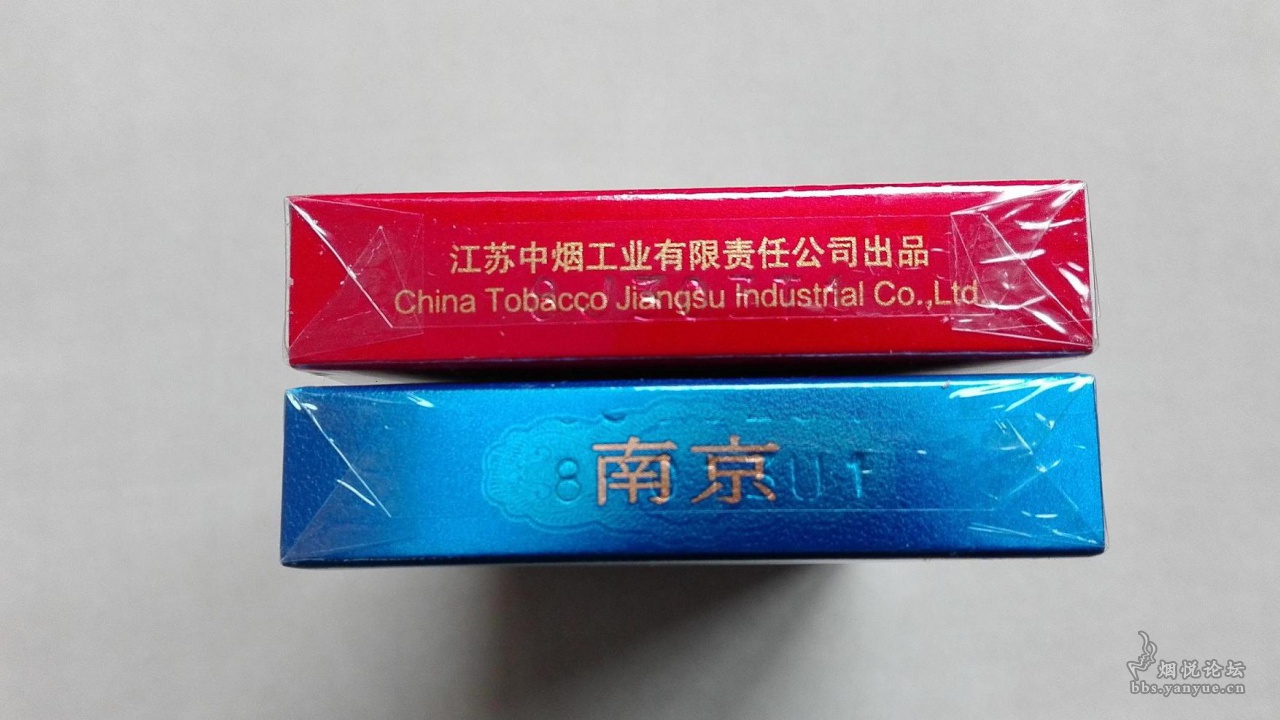 江苏中烟工业有限责任公司出品
China Tobacco Jiangsu Industrial Co.,Ltd
南京
烟悦论坛
bbs.yanyue.cn